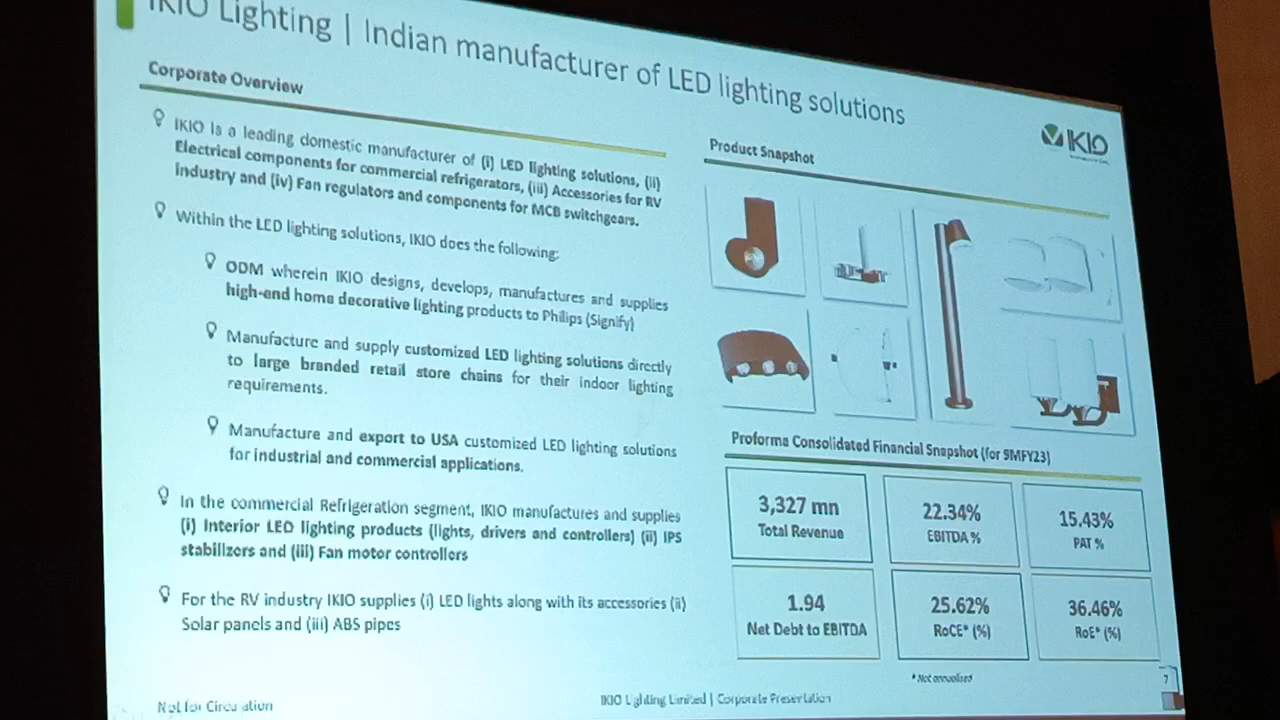 IKIO Lighting | Indian manufacturer of LED lighting solutions
Corporate Overview
IKIO is a leading domestic manufacturer of (i) LED lighting solutions, (ii)
Electrical components for commercial refrigerators, (iii) Accessories for RV
industry and (iv) Fan regulators and components for MCB switchgears.
Within the LED lighting solutions, IKIO does the following:
ODM wherein IKIO designs, develops, manufactures and supplies
high-end home decorative lighting products to Philips (Signify)
Manufacture and supply customized LED lighting solutions directly
to large branded retail store chains for their indoor lighting
requirements.
Manufacture and export to USA customized LED lighting solutions
for industrial and commercial applications.
In the commercial Refrigeration segment, IKIO manufactures and supplies
(i) Interior LED lighting products (lights, drivers and controllers) (ii) IPS
stabilizors and (iii) Fan motor controllers
For the RV industry IKIO supplies (i) LED lights along with its accessories (ii)
Solar panels and (iii) ABS pipes
IKIO
Product Snapshot
Proforma Consolidated Financial Snapshot (for 9MFY23)
3,327 mn
Total Revenue
22.34%
EBITDA %
15.43%
PAT %
1.94
Net Debt to EBITDA
25.62%
RoCE* (%)
36.46%
RoE* (%)
* Not annualised
Not for Circulation
IKIO Lighting Limited | Corporate Presentation
7